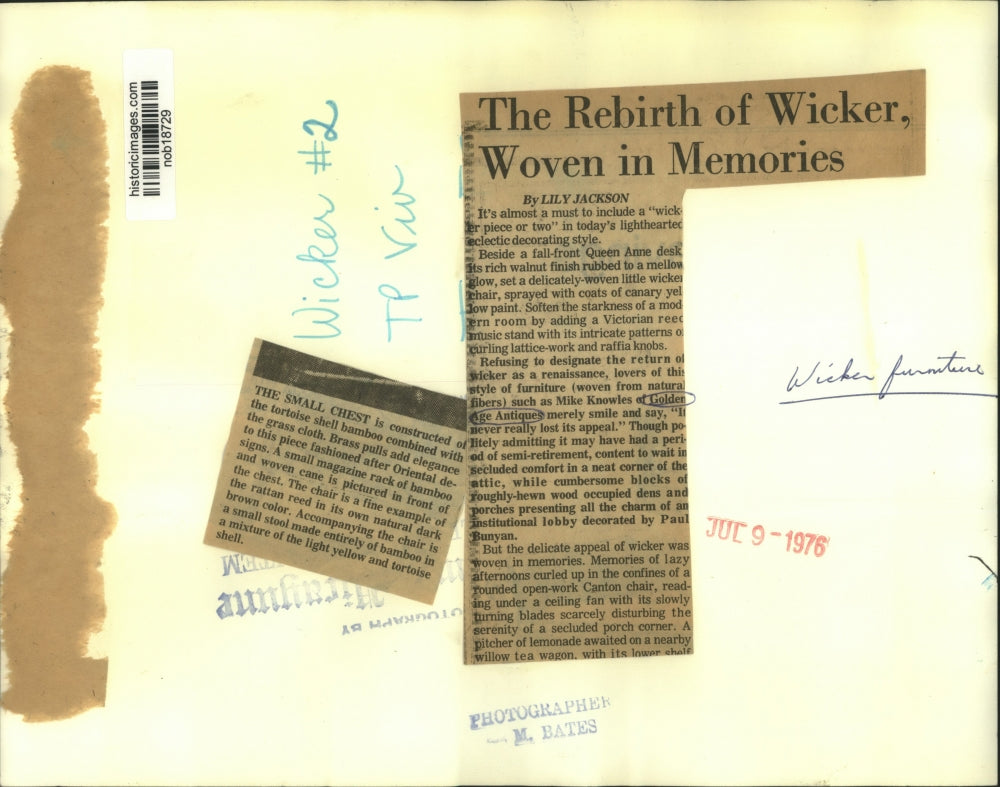 historicimages.com
nob18729
Wicker #2
TP Viv
The Rebirth of Wicker,
Woven in Memories
By LILY JACKSON
It's almost a must to include a "wick-
er piece or two" in today's lighthearted
eclectic decorating style.
Beside a fall-front Queen Anne desk
its rich walnut finish rubbed to a mellow
glow, set a delicately-woven little wicker
chair, sprayed with coats of canary yel
low paint. Soften the starkness of a mod
ern room by adding a Victorian reed
music stand with its intricate patterns of
curling lattice-work and raffia knobs.
Refusing to designate the return of
wicker as a renaissance, lovers of this
style of furniture (woven from natural
fibers) such as Mike Knowles of Golden
Age Antiques merely smile and say, "It
never really lost its appeal." Though po-
litely admitting it may have had a peri-
od of semi-retirement, content to wait in
secluded comfort in a neat corner of the
attic, while cumbersome blocks of
roughly-hewn wood occupied dens and
porches presenting all the charm of an
institutional lobby decorated by Paul
Bunyan.
But the delicate appeal of wicker was
woven in memories. Memories of lazy
afternoons curled up in the confines of a
rounded open-work Canton chair, read-
ing under a ceiling fan with its slowly
turning blades scarcely disturbing the
serenity of a secluded porch corner. A
pitcher of lemonade awaited on a nearby
willow tea wagon, with its lower shelf
THE SMALL CHEST is constructed of
the tortoise shell bamboo combined with
the grass cloth. Brass pulls add elegance
to this piece fashioned after Oriental de-
signs. A small magazine rack of bamboo
and woven cane is pictured in front of
the chest. The chair is a fine example of
the rattan reed in its own natural dark
brown color. Accompanying the chair is
a small stool made entirely of bamboo in
a mixture of the light yellow and tortoise
shell.
Wicker furniture
JUL 9 - 1976
Picayune
OTOGRAPH BY
PHOTOGRAPHER
M. BATES